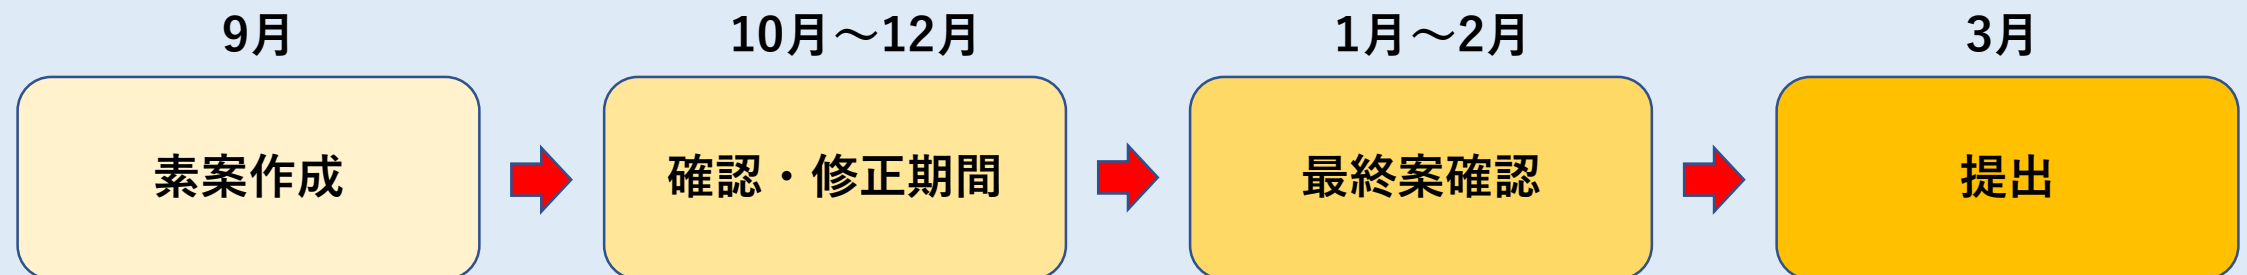 9月
10月～12月
1月～2月
3月
素案作成
確認・修正期間
最終案確認
提出